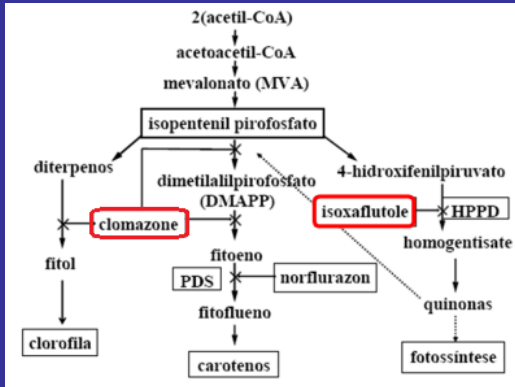 2(acetil-CoA)
acetoacetil-CoA
mevalonato (MVA)
isopentenil pirofosfato
diterpenos
4-hidroxifenilpiruvato
dimetilalilpirofosfato
(DMAPP)
clomazone
isoxaflutole
HPPD
homogentisate
fitol
fitoeno
PDS
norflurazon
quinonas
fitoflueno
clorofila
carotenos
fotossíntese